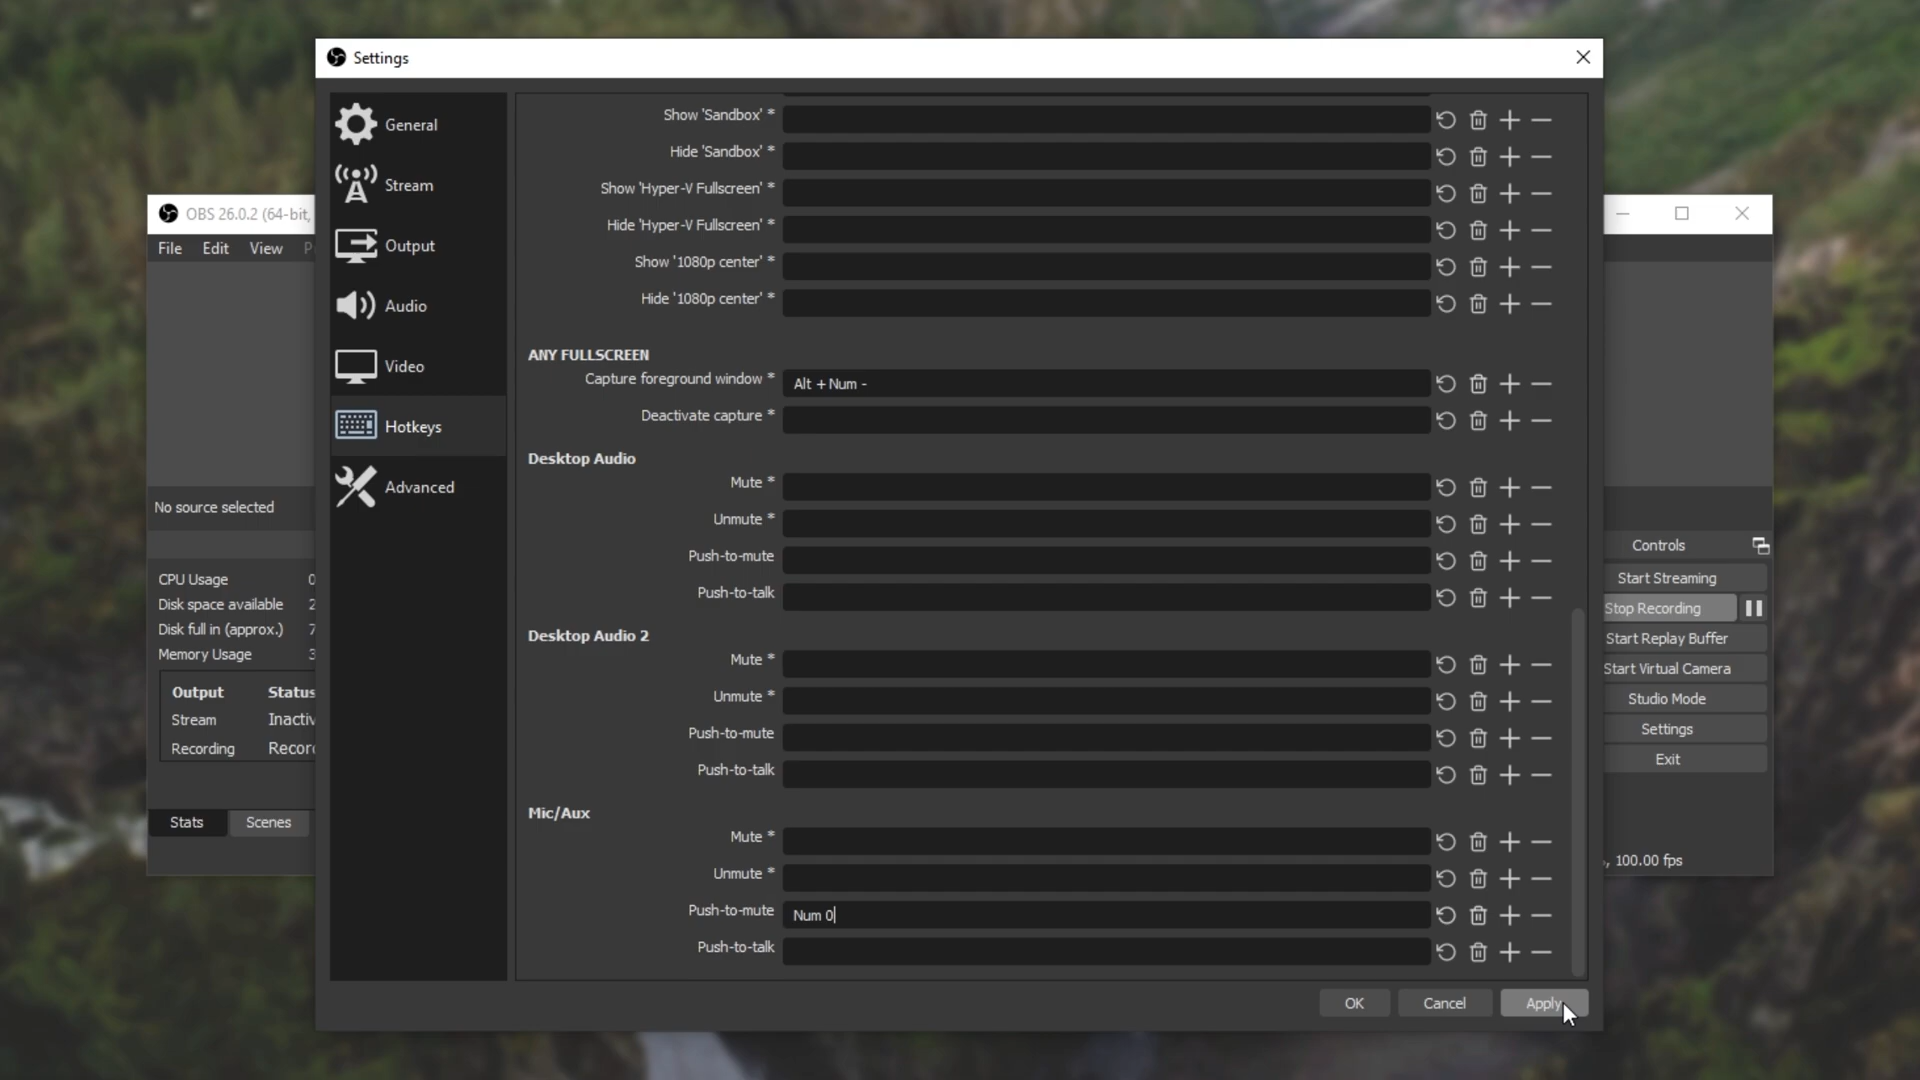 Settings
General
Stream
Output
Audio
Video
Hotkeys
Advanced
Show 'Sandbox' *
Hide 'Sandbox' *
Show 'Hyper-V Fullscreen' *
Hide 'Hyper-V Fullscreen' *
Show '1080p center' *
Hide '1080p center' *
ANY FULLSCREEN
Capture foreground window * Alt + Num -
Deactivate capture *
Desktop Audio
Mute *
Unmute *
Push-to-mute
Push-to-talk
Desktop Audio 2
Mute *
Unmute *
Push-to-mute
Push-to-talk
Mic/Aux
Mute *
Unmute *
Push-to-mute Num 0
Push-to-talk
OK Cancel Apply
OBS 26.0.2 (64-bit,
File Edit View
No source selected
CPU Usage 0
Disk space available 2
Disk full in (approx.) 7
Memory Usage 3
Output Status
Stream Inactiv
Recording Recor
Stats Scenes
Controls
Start Streaming
Stop Recording
Start Replay Buffer
Start Virtual Camera
Studio Mode
Settings
Exit
, 100.00 fps